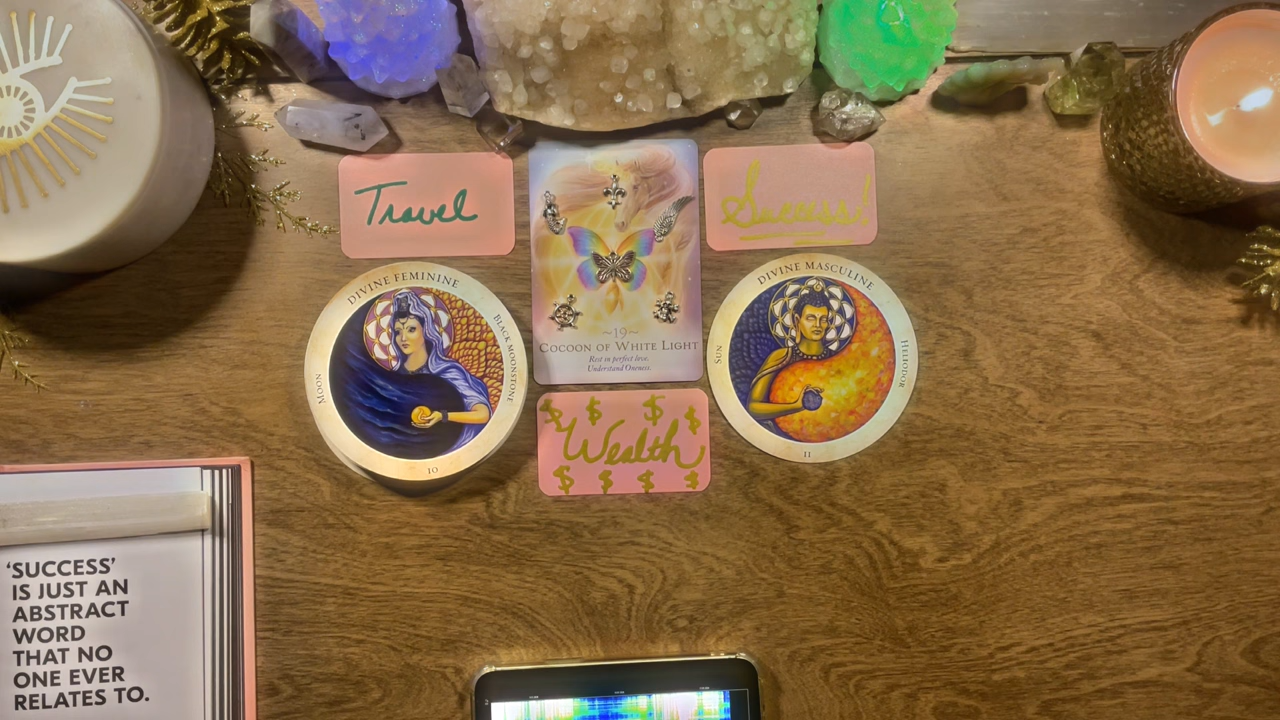 Travel
Success!
~19~
COCOON OF WHITE LIGHT
Rest in perfect love.
Understand Oneness.
DIVINE FEMININE
MOON
BLACK MOONSTONE
10
DIVINE MASCULINE
SUN
HELIODOR
11
$ $ $ $
Wealth
$ $ $ $
'SUCCESS'
IS JUST AN
ABSTRACT
WORD
THAT NO
ONE EVER
RELATES TO.